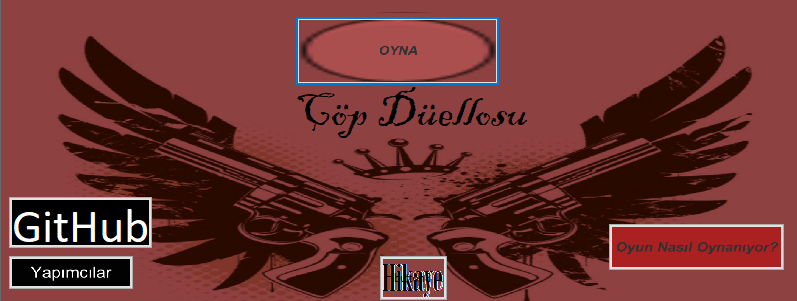 OYNA
Çöp Düellosu
GitHub
Yapımcılar
Hikaye
Oyun Nasıl Oynanıyor?